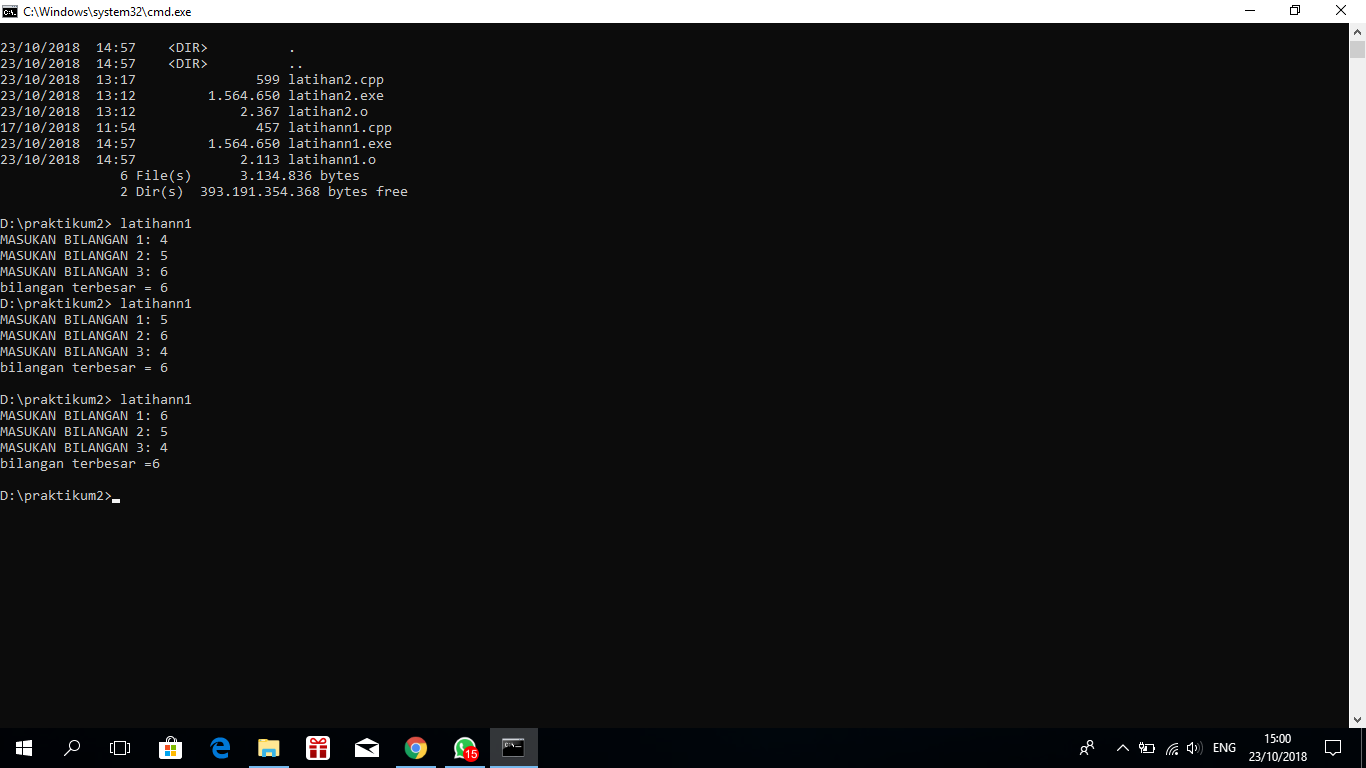 C:\Windows\system32\cmd.exe
23/10/2018  14:57    <DIR>          .
23/10/2018  14:57    <DIR>          ..
23/10/2018  13:17               599 latihan2.cpp
23/10/2018  13:12         1.564.650 latihan2.exe
23/10/2018  13:12             2.367 latihan2.o
17/10/2018  11:54               457 latihann1.cpp
23/10/2018  14:57         1.564.650 latihann1.exe
23/10/2018  14:57             2.113 latihann1.o
               6 File(s)      3.134.836 bytes
               2 Dir(s)  393.191.354.368 bytes free
D:\praktikum2> latihann1
MASUKAN BILANGAN 1: 4
MASUKAN BILANGAN 2: 5
MASUKAN BILANGAN 3: 6
bilangan terbesar = 6
D:\praktikum2> latihann1
MASUKAN BILANGAN 1: 5
MASUKAN BILANGAN 2: 6
MASUKAN BILANGAN 3: 4
bilangan terbesar = 6
D:\praktikum2> latihann1
MASUKAN BILANGAN 1: 6
MASUKAN BILANGAN 2: 5
MASUKAN BILANGAN 3: 4
bilangan terbesar =6
D:\praktikum2>
15
ENG
15:00
23/10/2018